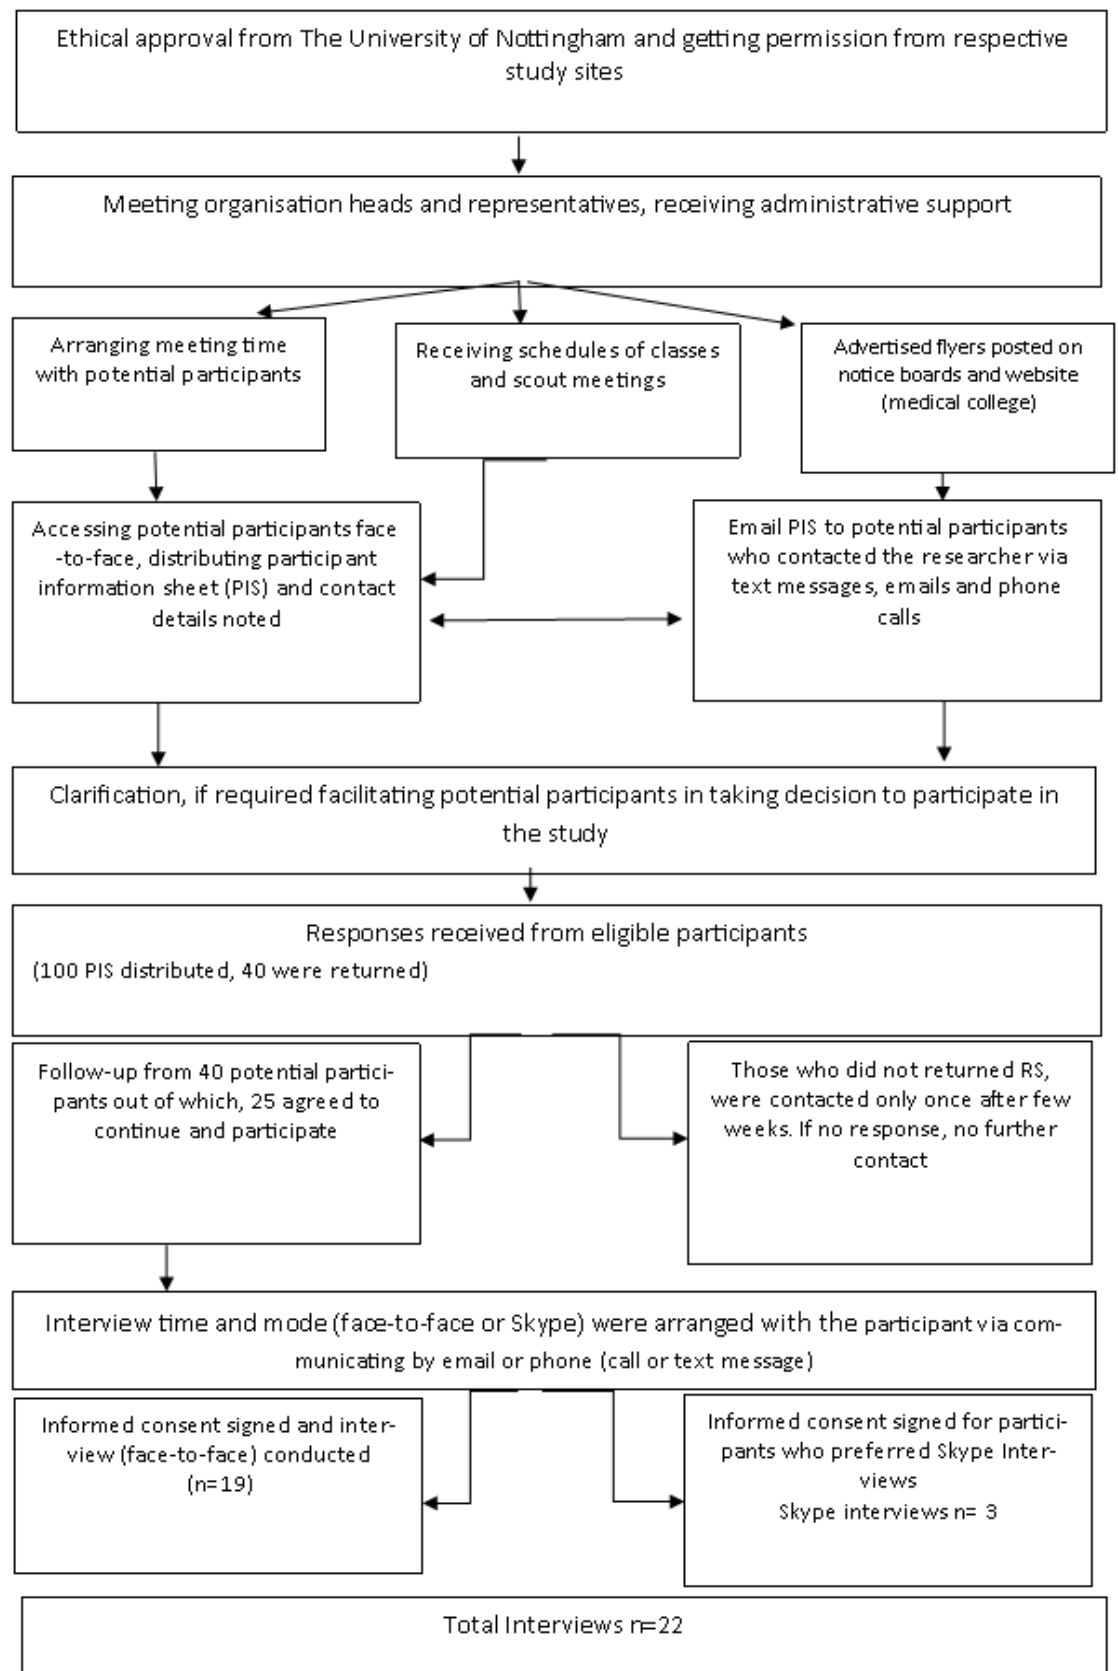 Ethical approval from The University of Nottingham and getting permission from respective
study sites
Meeting organisation heads and representatives, receiving administrative support
Arranging meeting time
with potential participants
Receiving schedules of classes
and scout meetings
Advertised flyers posted on
notice boards and website
(medical college)
Accessing potential participants face
-to-face, distributing participant
information sheet (PIS) and contact
details noted
Email PIS to potential participants
who contacted the researcher via
text messages, emails and phone
calls
Clarification, if required facilitating potential participants in taking decision to participate in
the study
Responses received from eligible participants
(100 PIS distributed, 40 were returned)
Follow-up from 40 potential partici-
pants out of which, 25 agreed to
continue and participate
Those who did not returned RS,
were contacted only once after few
weeks. If no response, no further
contact
Interview time and mode (face-to-face or Skype) were arranged with the participant via com-
municating by email or phone (call or text message)
Informed consent signed and inter-
view (face-to-face) conducted
(n=19)
Informed consent signed for partici-
pants who preferred Skype Inter-
views
Skype interviews n= 3
Total Interviews n=22